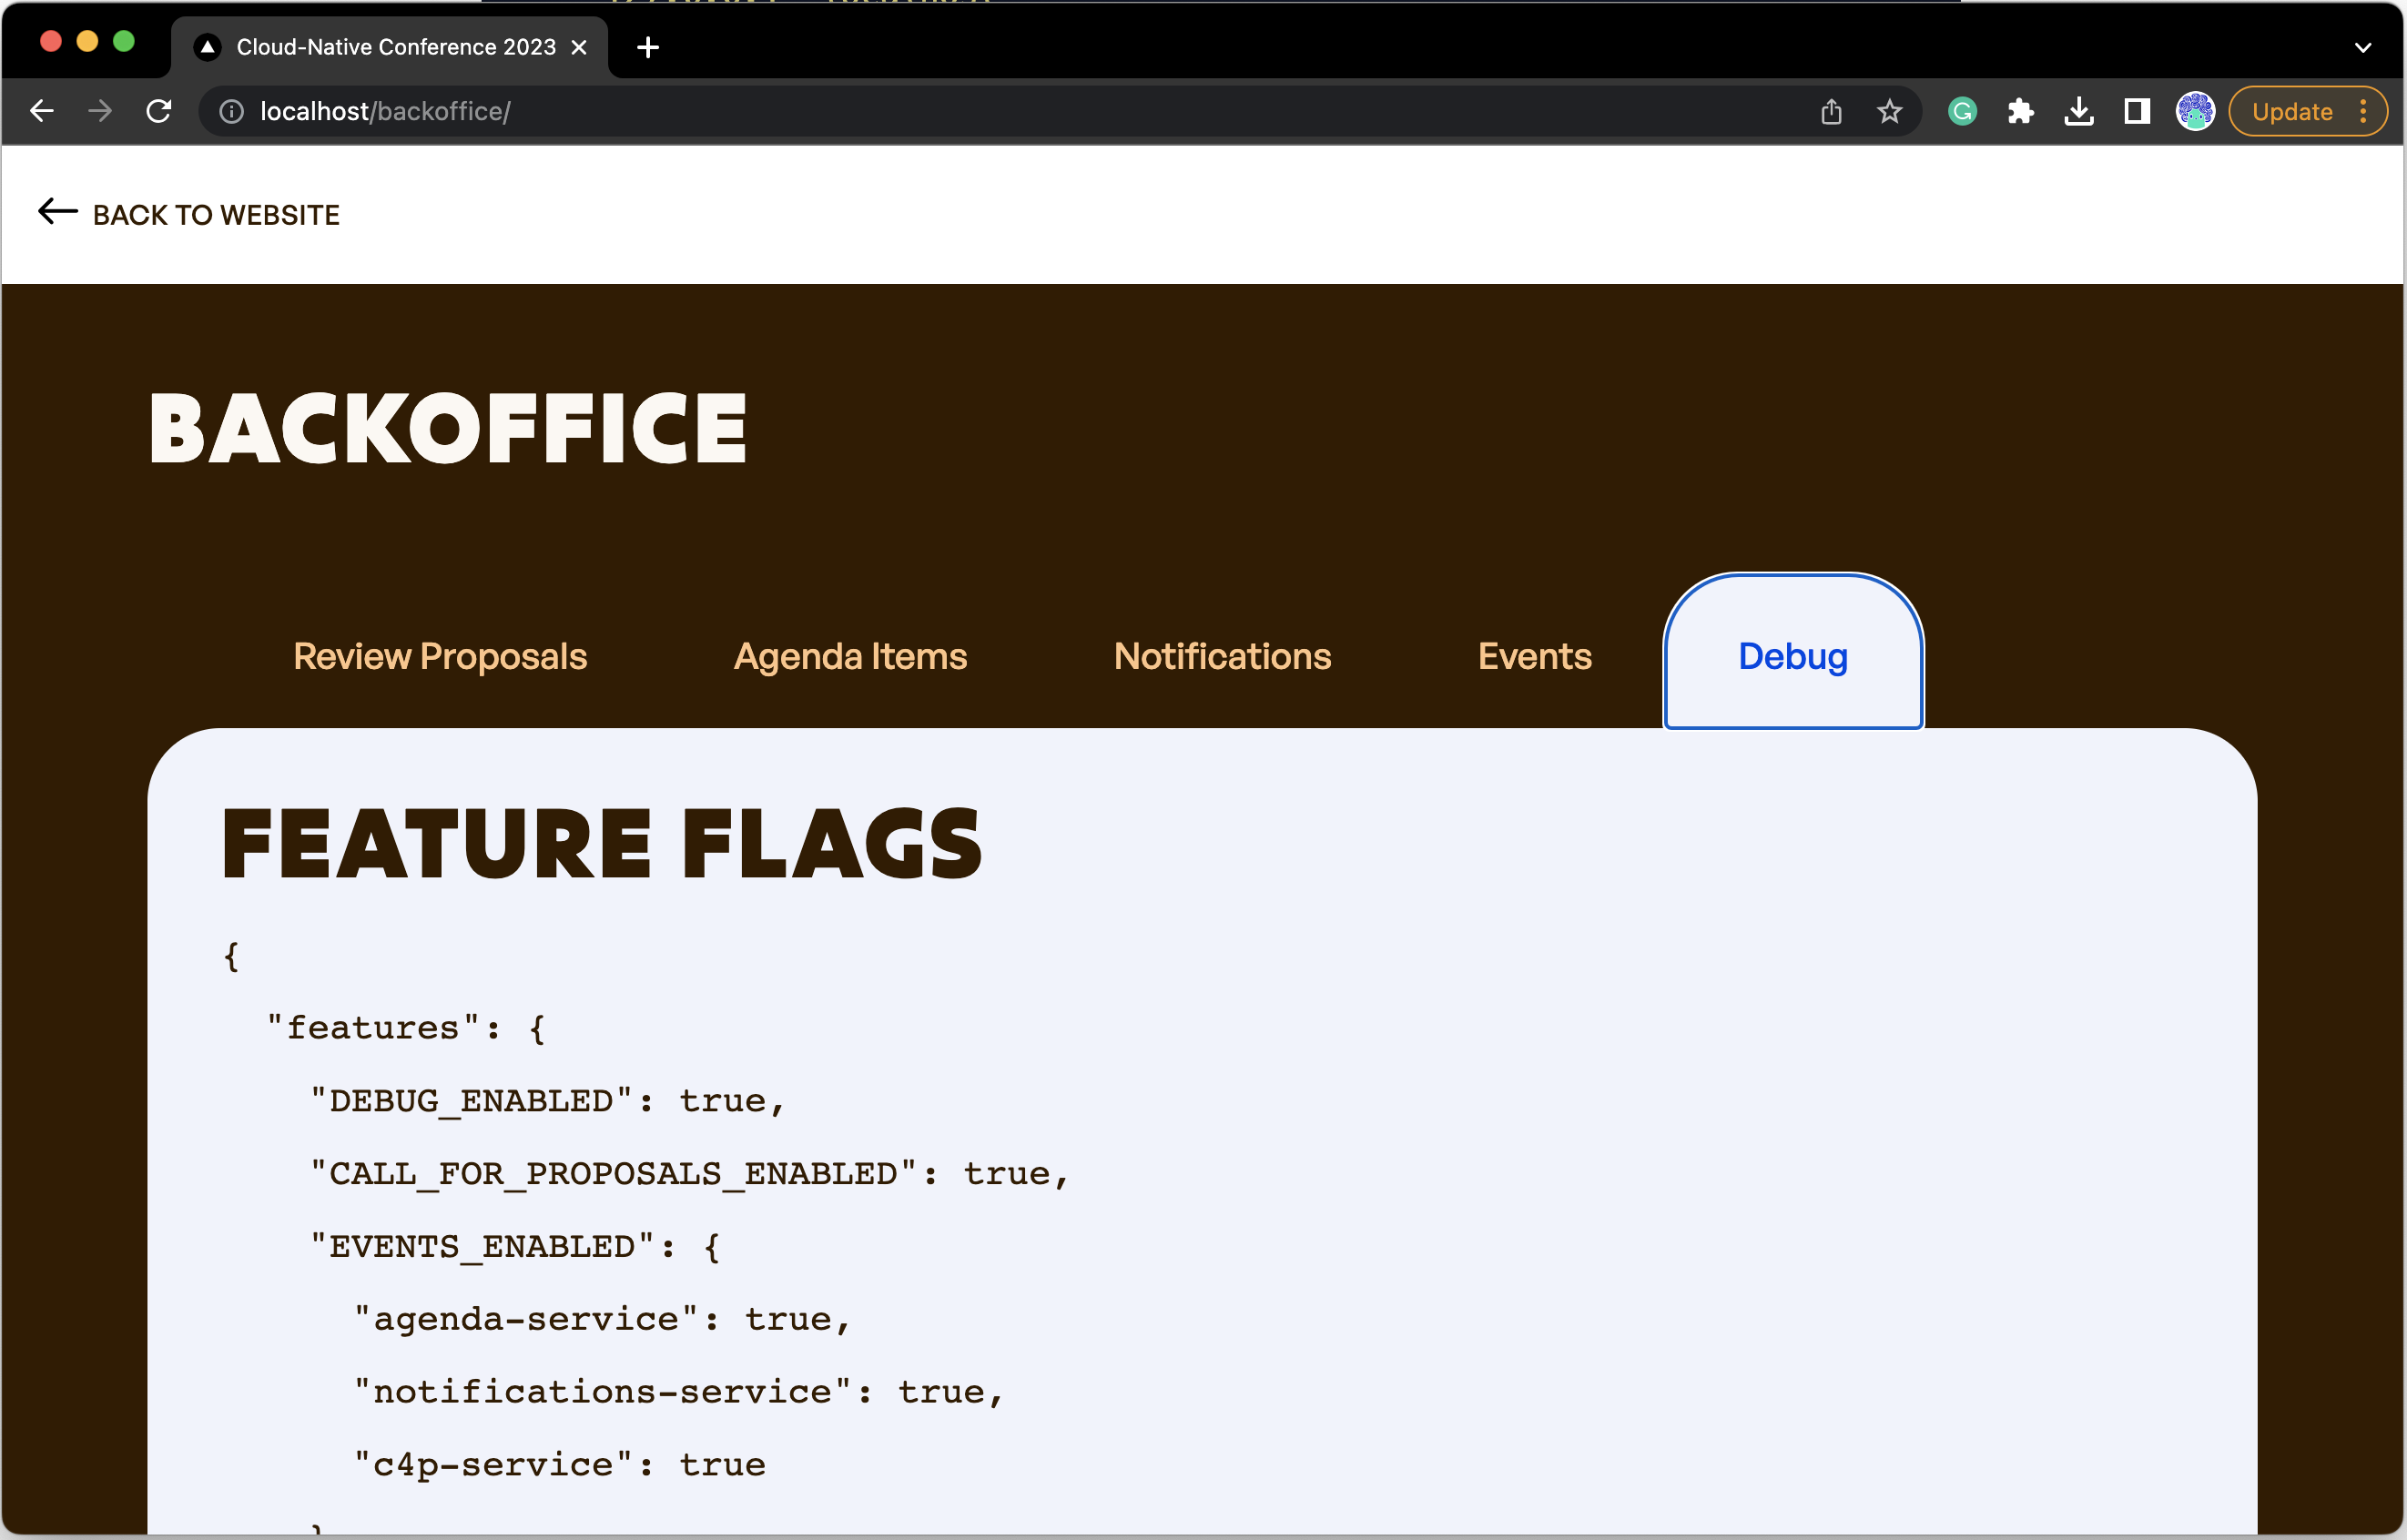 Cloud-Native Conference 2023
localhost/backoffice/
Update
BACK TO WEBSITE
BACKOFFICE
Review Proposals
Agenda Items
Notifications
Events
Debug
FEATURE FLAGS
{
"features": {
"DEBUG_ENABLED": true,
"CALL_FOR_PROPOSALS_ENABLED": true,
"EVENTS_ENABLED": {
"agenda-service": true,
"notifications-service": true,
"c4p-service": true
}